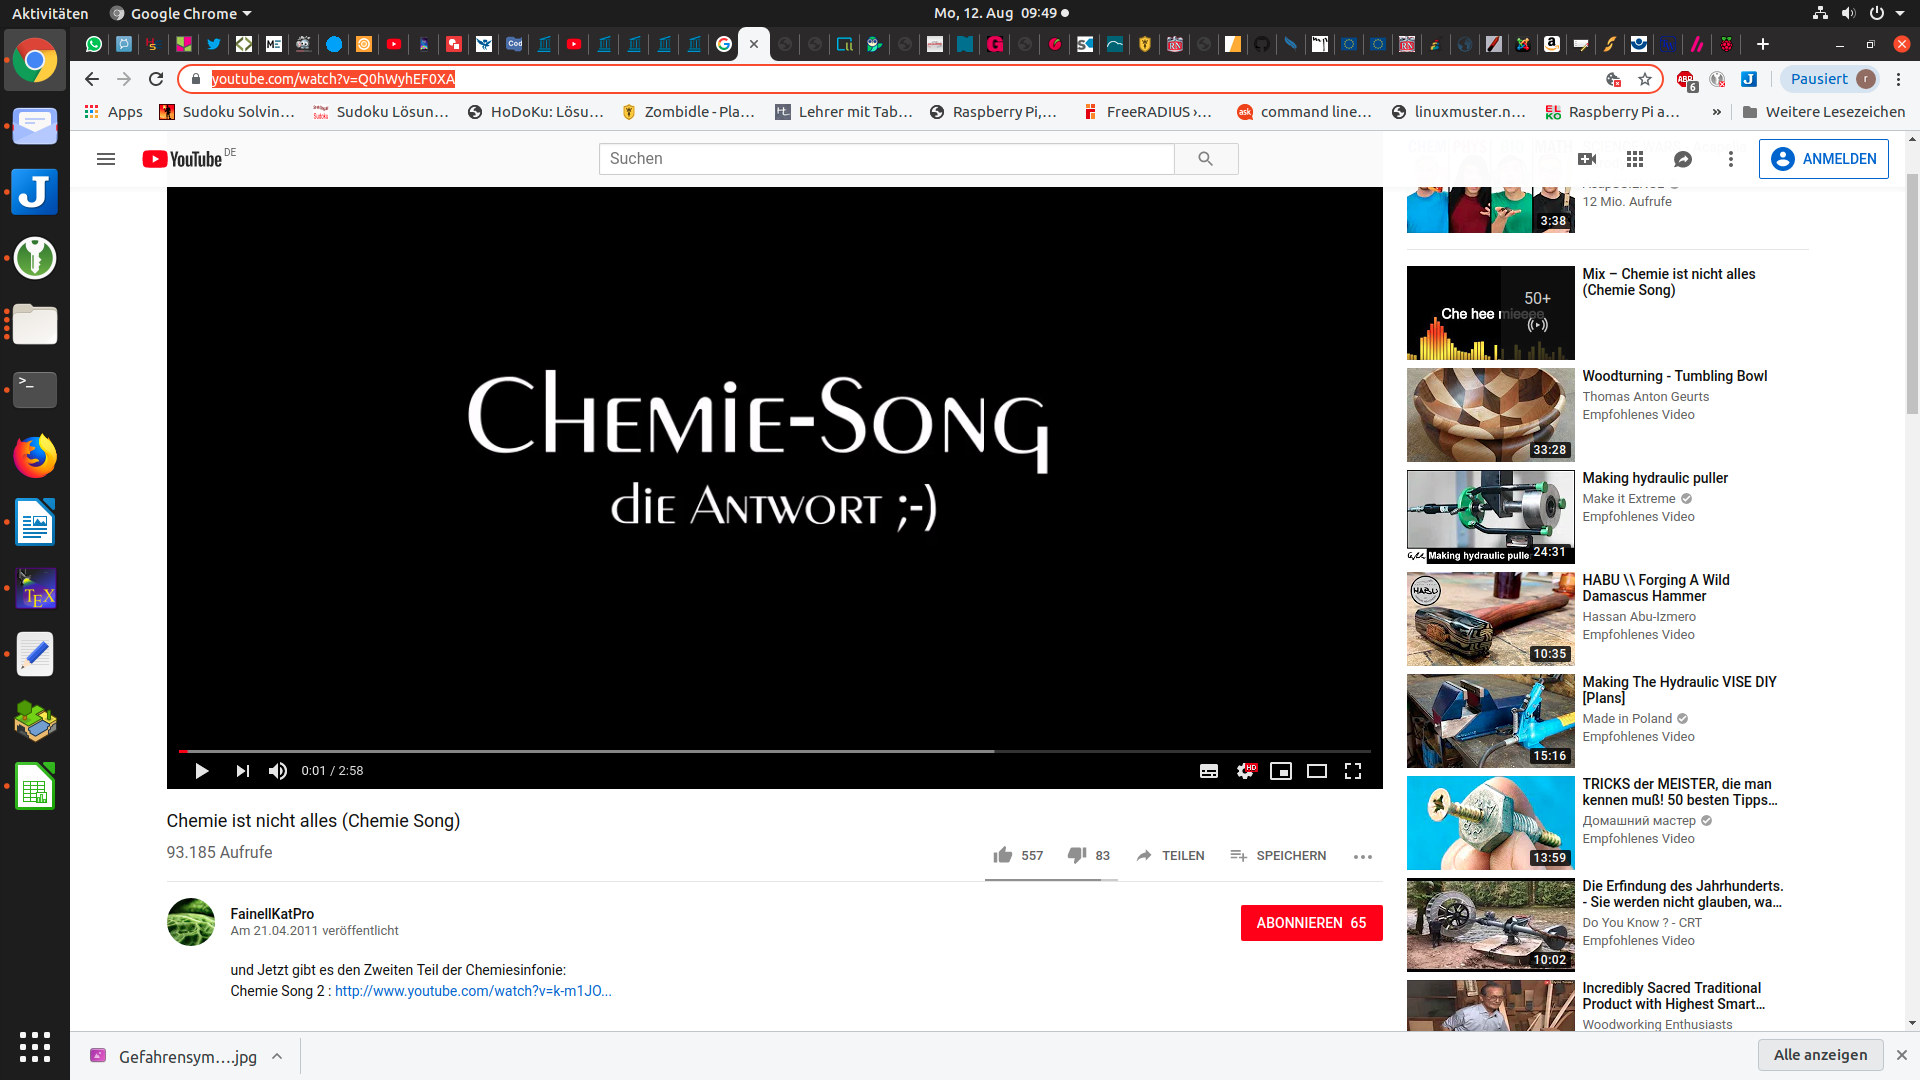 Aktivitäten
Google Chrome
Mo, 12. Aug 09:49
youtube.com/watch?v=Q0hWyhEF0XA
ABP
6
Pausiert
r
Apps
Sudoku Solvin…
Sudoku Lösun…
HoDoKu: Lösu…
Zombidle - Pla…
Lehrer mit Tab…
Raspberry Pi,…
FreeRADIUS ›…
command line…
linuxmuster.n…
Raspberry Pi a…
»
Weitere Lesezeichen
YouTube DE
Suchen
ANMELDEN
Chemie-Song
die Antwort ;-)
0:01 / 2:58
HD
Chemie ist nicht alles (Chemie Song)
93.185 Aufrufe
557
83
TEILEN
SPEICHERN
FainellKatPro
Am 21.04.2011 veröffentlicht
ABONNIEREN 65
und Jetzt gibt es den Zweiten Teil der Chemiesinfonie:
Chemie Song 2 : http://www.youtube.com/watch?v=k-m1JO...
12 Mio. Aufrufe
3:38
Mix – Chemie ist nicht alles
(Chemie Song)
50+
Che hee mieeee
Woodturning - Tumbling Bowl
Thomas Anton Geurts
Empfohlenes Video
33:28
Making hydraulic puller
Make it Extreme
Empfohlenes Video
Making hydraulic pulle
24:31
HABU \\ Forging A Wild
Damascus Hammer
Hassan Abu-Izmero
Empfohlenes Video
HABU
10:35
Making The Hydraulic VISE DIY
[Plans]
Made in Poland
Empfohlenes Video
15:16
TRICKS der MEISTER, die man
kennen muß! 50 besten Tipps…
Домашний мастер
Empfohlenes Video
13:59
Die Erfindung des Jahrhunderts.
- Sie werden nicht glauben, wa…
Do You Know ? - CRT
Empfohlenes Video
10:02
Incredibly Sacred Traditional
Product with Highest Smart…
Woodworking Enthusiasts
Gefahrensym….jpg
Alle anzeigen